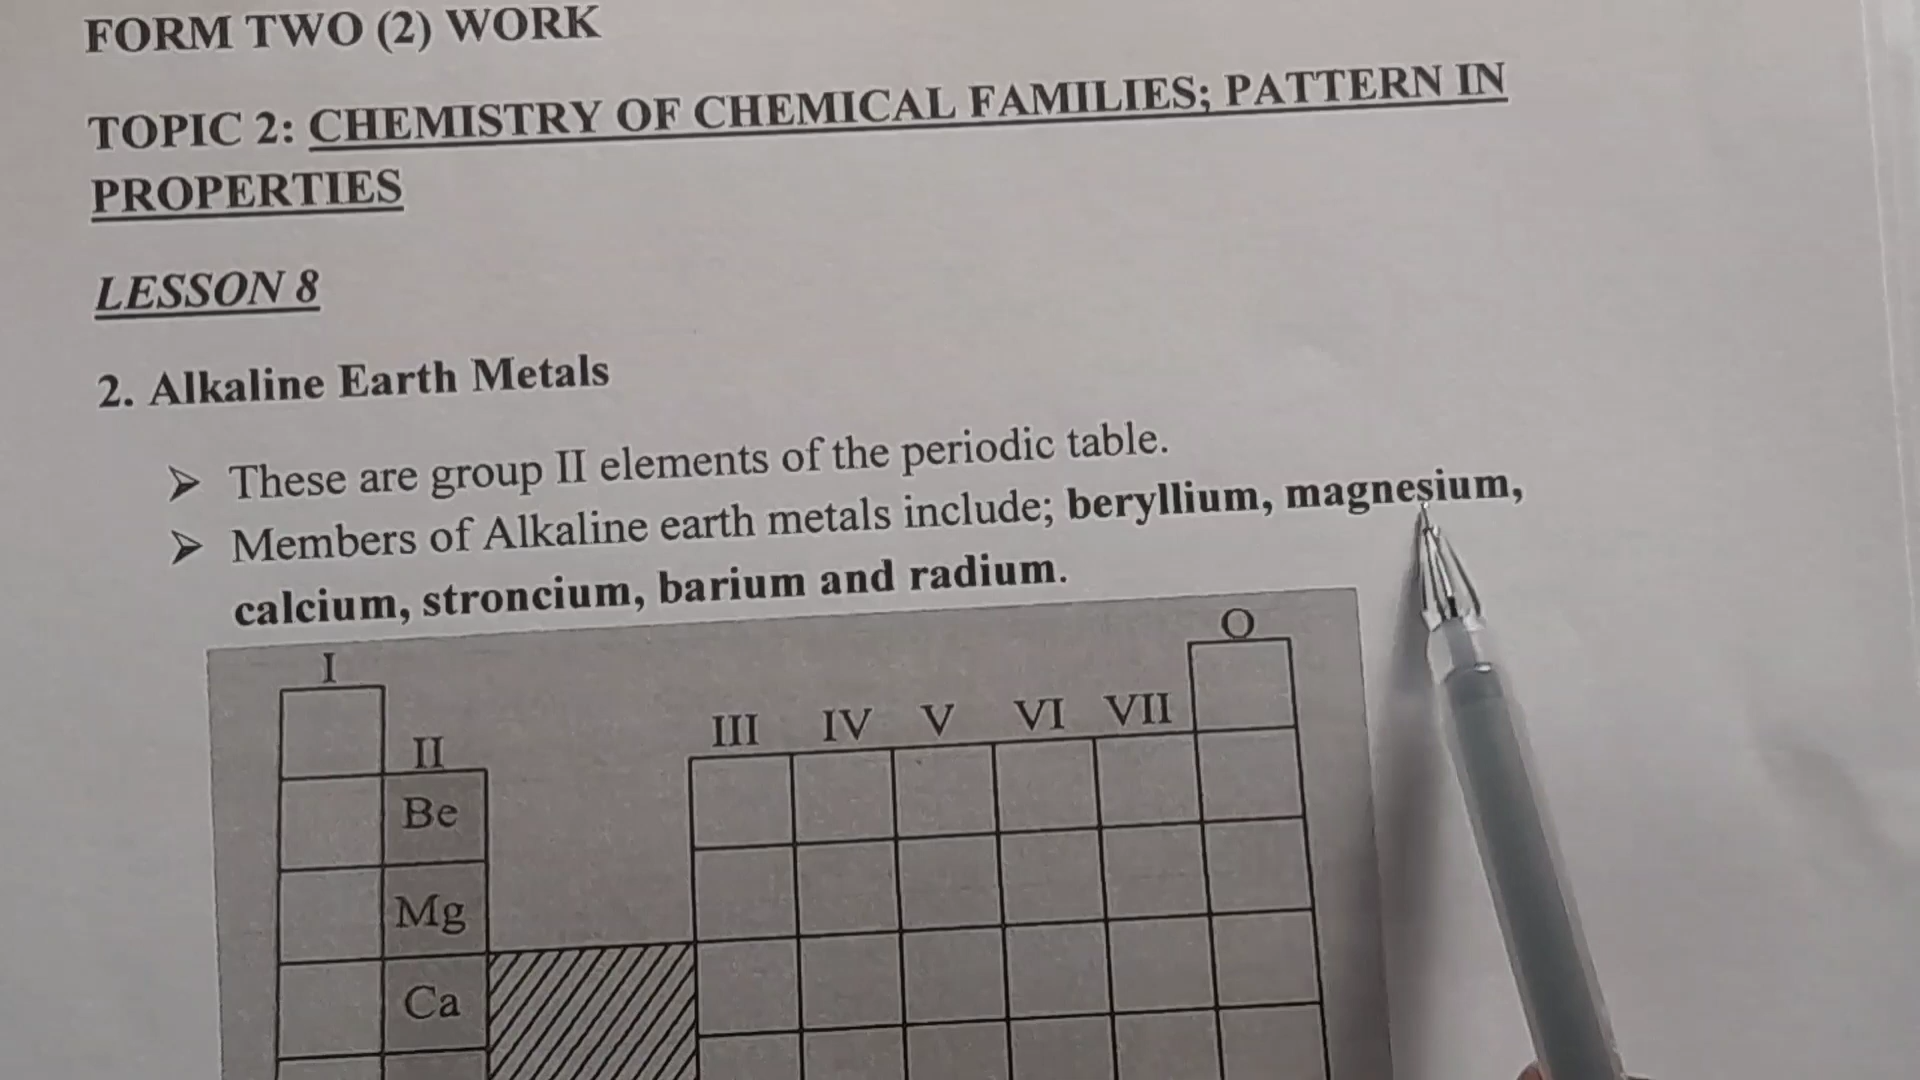 FORM TWO (2) WORK
TOPIC 2: CHEMISTRY OF CHEMICAL FAMILIES; PATTERN IN
PROPERTIES
LESSON 8
2. Alkaline Earth Metals
➤ These are group II elements of the periodic table.
➤ Members of Alkaline earth metals include; beryllium, magnesium,
calcium, stroncium, barium and radium.
I O
II III IV V VI VII
Be
Mg
Ca